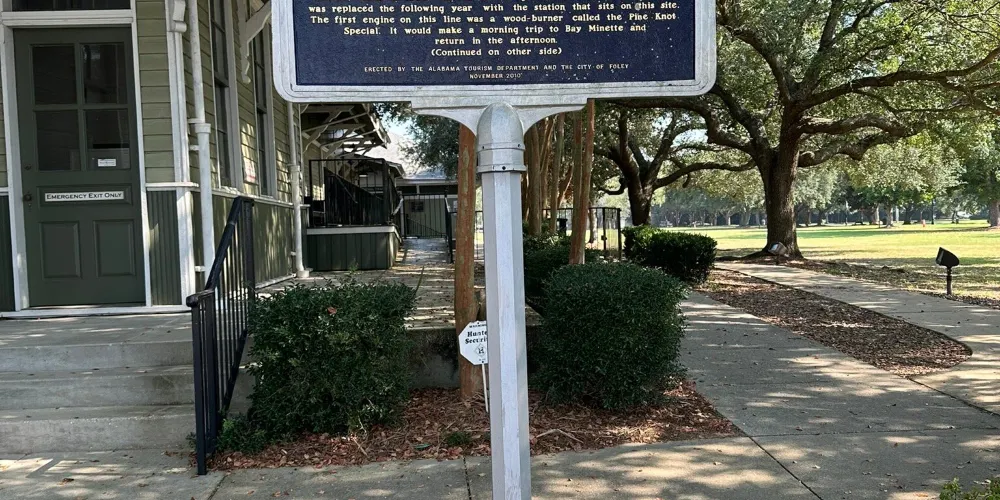 was replaced the following year with the station that sits on this site.
The first engine on this line was a wood-burner called the Pine Knot
Special. It would make a morning trip to Bay Minette and
return in the afternoon.
(Continued on other side)
ERECTED BY THE ALABAMA TOURISM DEPARTMENT AND THE CITY OF FOLEY
NOVEMBER 2010
EMERGENCY EXIT ONLY
Hunte
Securit